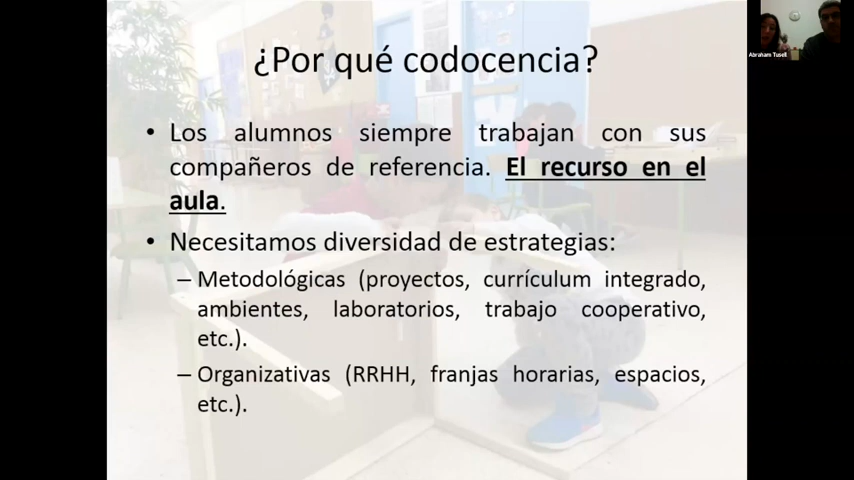 ¿Por qué codocencia?
Abraham Tusell
• Los alumnos siempre trabajan con sus
compañeros de referencia. El recurso en el
aula.
• Necesitamos diversidad de estrategias:
– Metodológicas (proyectos, currículum integrado,
ambientes, laboratorios, trabajo cooperativo,
etc.).
– Organizativas (RRHH, franjas horarias, espacios,
etc.).